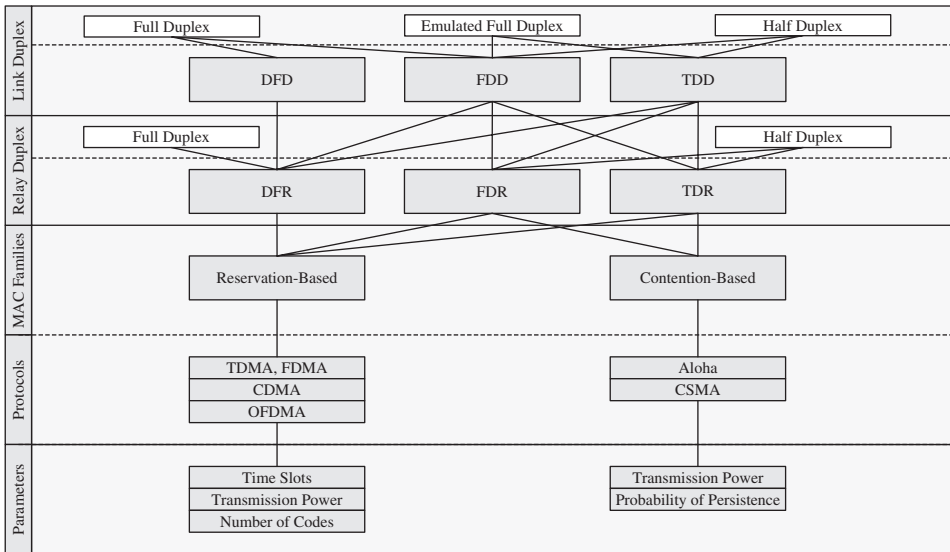 Link Duplex
Full Duplex
Emulated Full Duplex
Half Duplex
DFD
FDD
TDD
Relay Duplex
Full Duplex
Half Duplex
DFR
FDR
TDR
MAC Families
Reservation-Based
Contention-Based
Protocols
TDMA, FDMA
CDMA
OFDMA
Aloha
CSMA
Parameters
Time Slots
Transmission Power
Number of Codes
Transmission Power
Probability of Persistence